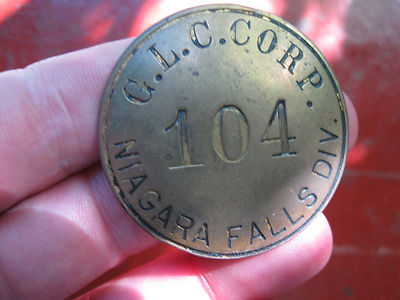 G.L.C. CORP.
104
NIAGARA FALLS DIV.